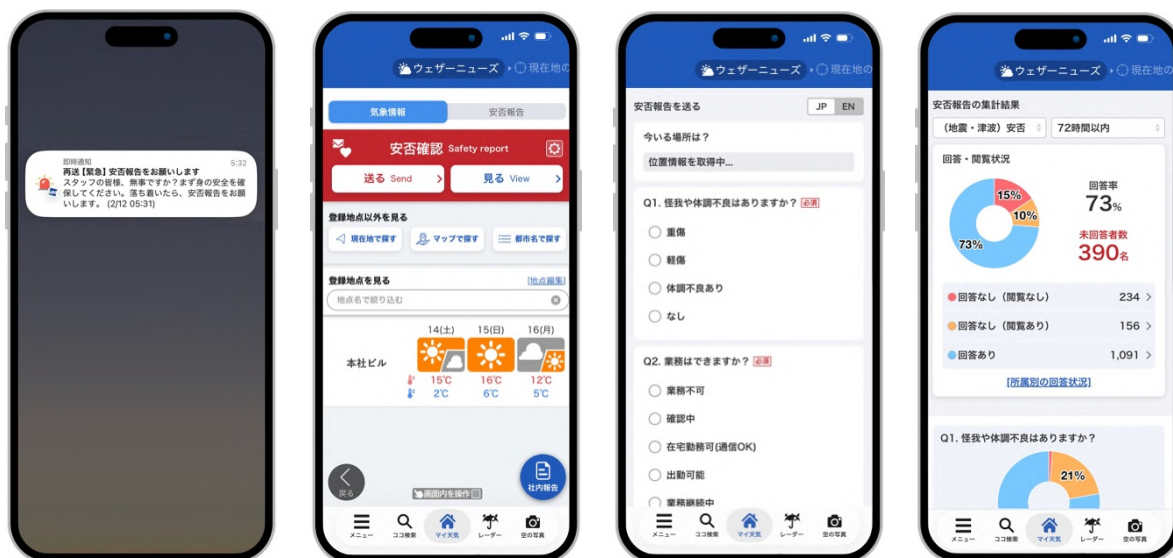 即時通知
5:32
再送【緊急】安否報告をお願いします
スタッフの皆様、無事ですか？まず身の安全を確
保してください。落ち着いたら、安否報告をお願
いします。 (2/12 05:31)
ウェザーニューズ
現在地の
気象情報
安否報告
安否確認 Safety report
送る Send
見る View
登録地点以外を見る
現在地で探す
マップで探す
都市名で探す
登録地点を見る
[地点編集]
地点名で絞り込む
14(土) 15(日) 16(月)
本社ビル
15℃ 16℃ 12℃
2℃ 6℃ 5℃
戻る
画面内を操作
社内報告
メニュー
ココ検索
マイ天気
レーダー
空の写真
ウェザーニューズ
現在地の
安否報告を送る
JP EN
今いる場所は？
位置情報を取得中...
Q1. 怪我や体調不良はありますか？ 必須
重傷
軽傷
体調不良あり
なし
Q2. 業務はできますか？ 必須
業務不可
確認中
在宅勤務可(通信OK)
出勤可能
業務継続中
メニュー
ココ検索
マイ天気
レーダー
空の写真
ウェザーニューズ
現在地の
安否報告の集計結果
(地震・津波) 安否
72時間以内
回答・閲覧状況
15%
10%
73%
回答率
73%
未回答者数
390名
回答なし（閲覧なし） 234
回答なし（閲覧あり） 156
回答あり 1,091
[所属別の回答状況]
Q1. 怪我や体調不良はありますか？
21%
メニュー
ココ検索
マイ天気
レーダー
空の写真